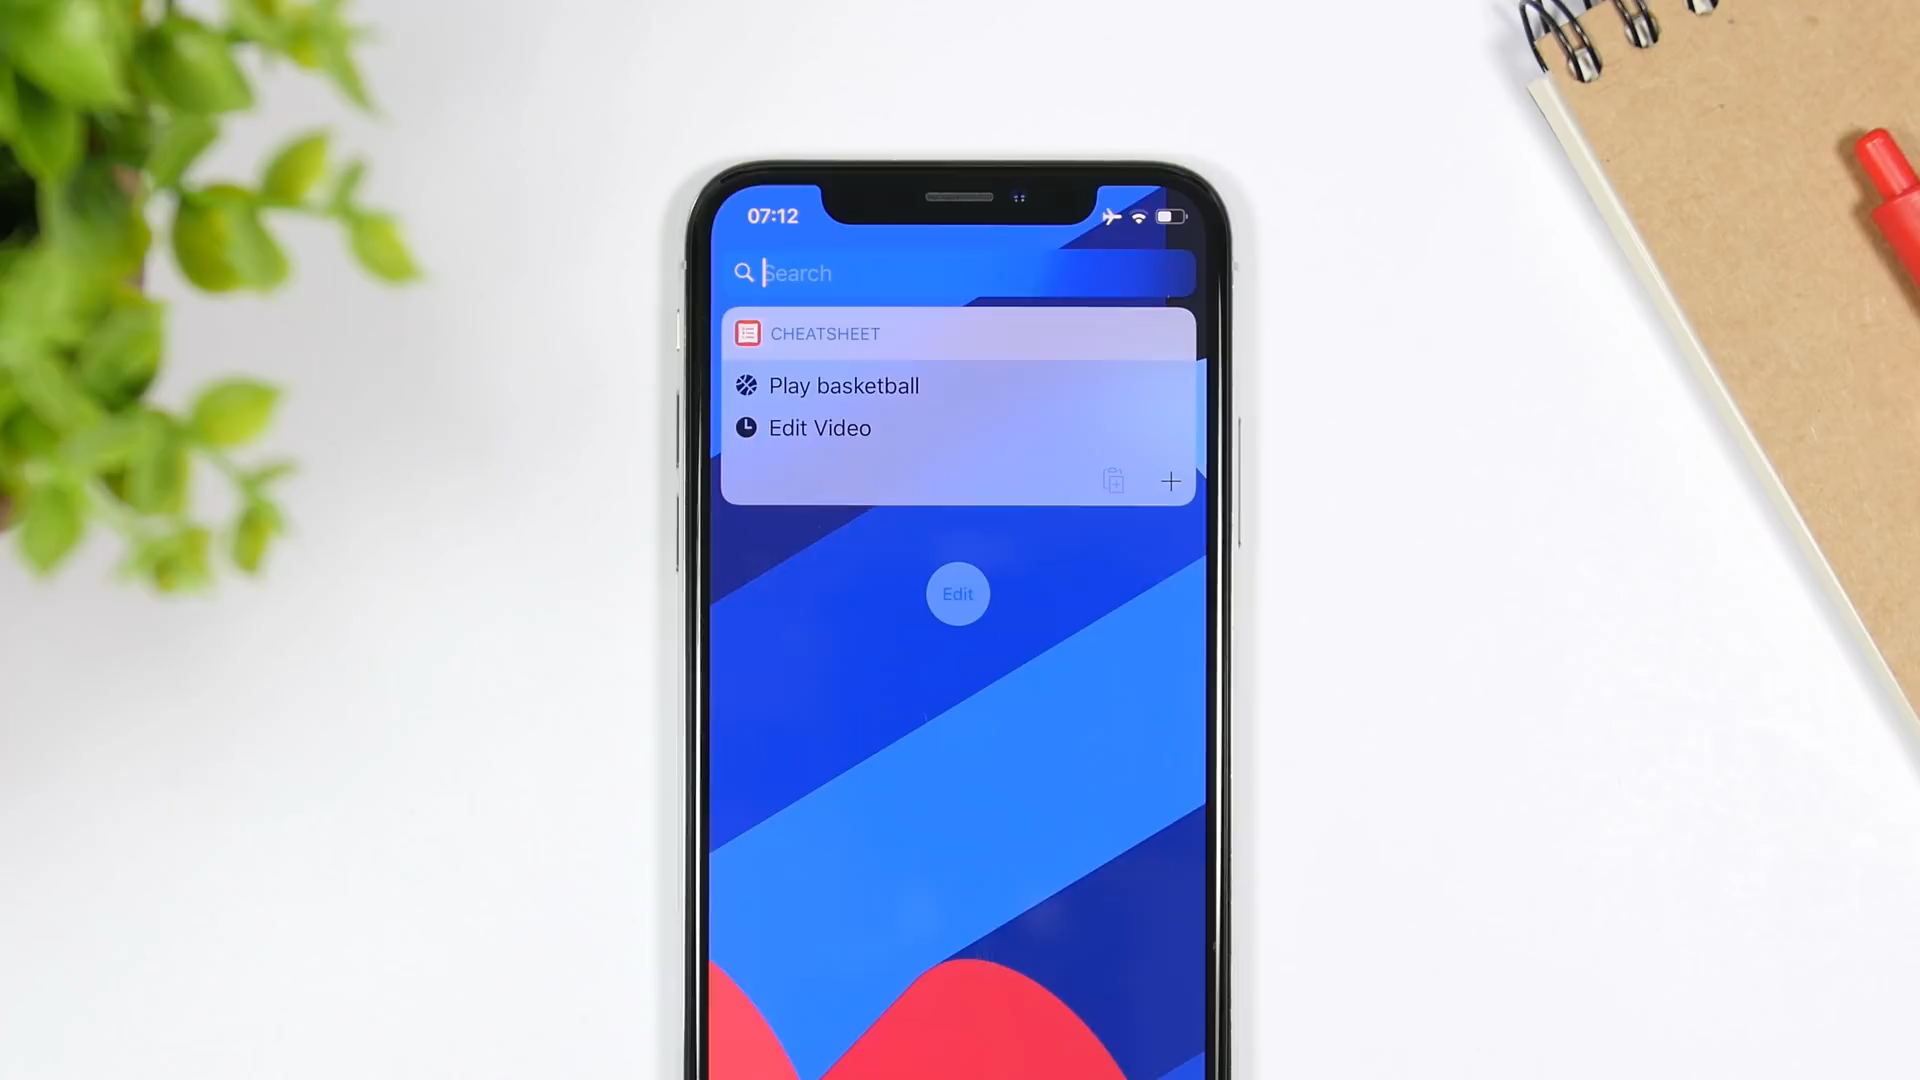 07:12
Search
CHEATSHEET
Play basketball
Edit Video
Edit